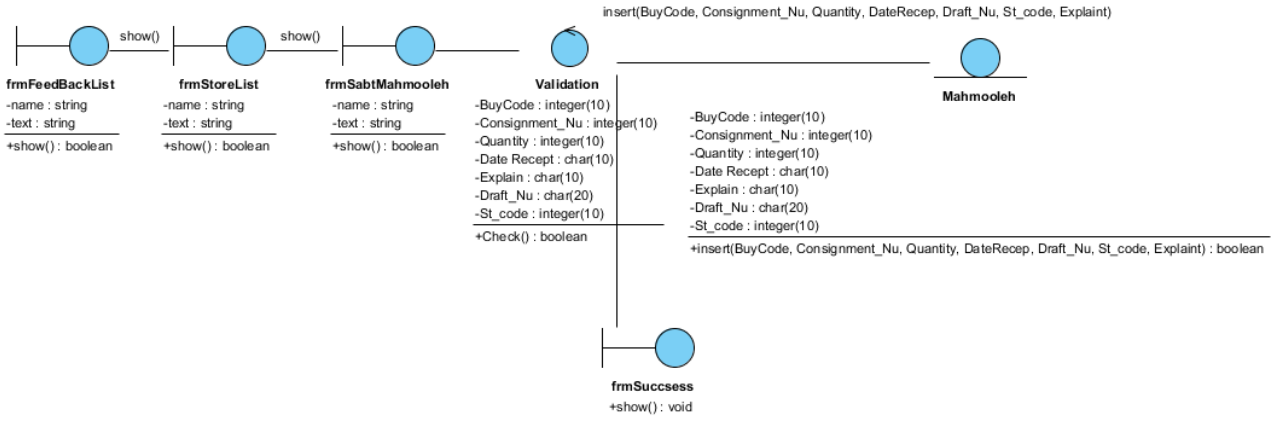 insert(BuyCode, Consignment_Nu, Quantity, DateRecep, Draft_Nu, St_code, Explaint)
show()
show()
frmFeedBackList
-name : string
-text : string
+show() : boolean
frmStoreList
-name : string
-text : string
+show() : boolean
frmSabtMahmooleh
-name : string
-text : string
+show() : boolean
Validation
-BuyCode : integer(10)
-Consignment_Nu : integer(10)
-Quantity : integer(10)
-Date Recept : char(10)
-Explain : char(10)
-Draft_Nu : char(20)
-St_code : integer(10)
+Check() : boolean
Mahmooleh
-BuyCode : integer(10)
-Consignment_Nu : integer(10)
-Quantity : integer(10)
-Date Recept : char(10)
-Explain : char(10)
-Draft_Nu : char(20)
-St_code : integer(10)
+insert(BuyCode, Consignment_Nu, Quantity, DateRecep, Draft_Nu, St_code, Explaint) : boolean
frmSuccsess
+show() : void